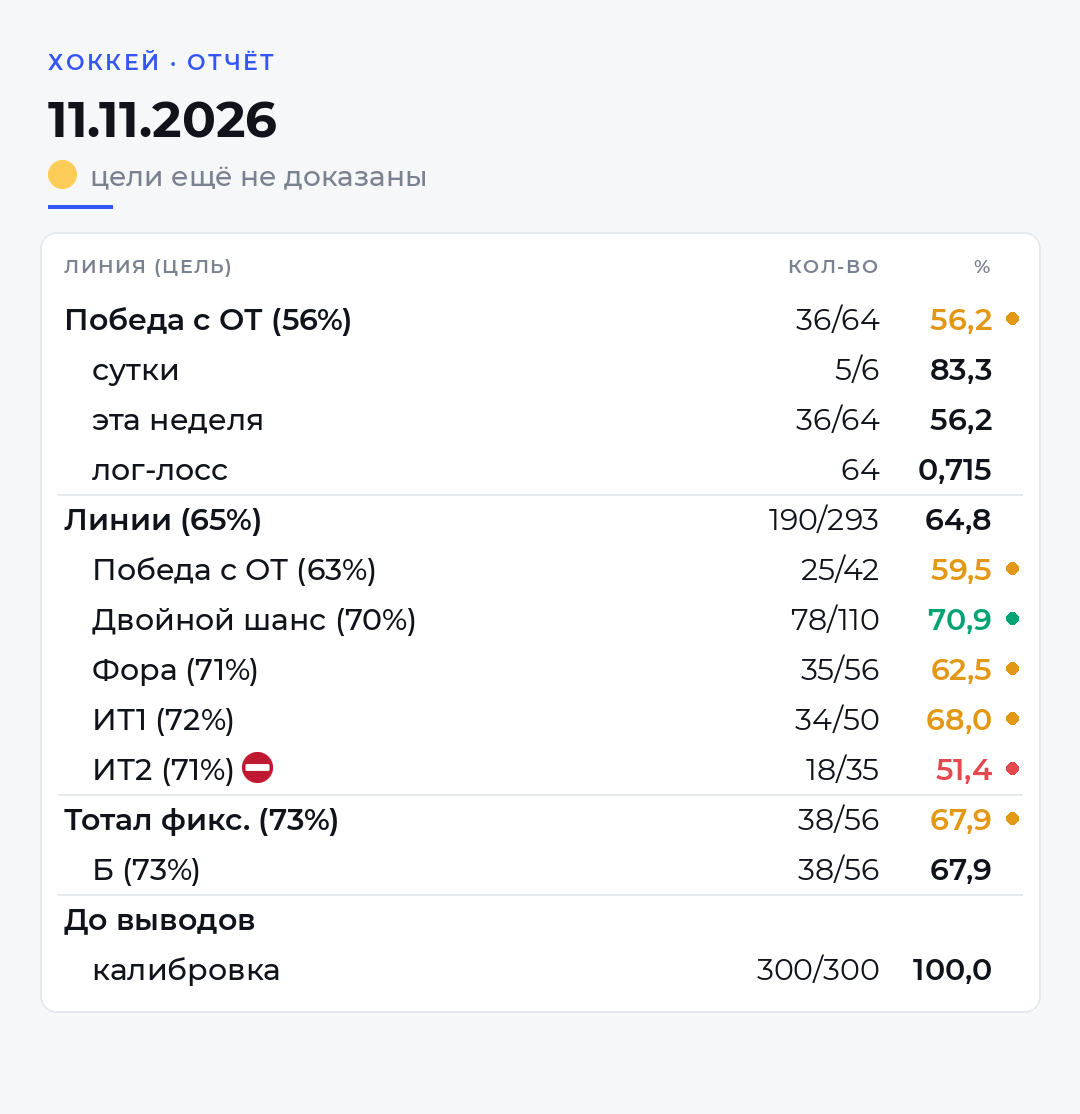 ХОККЕЙ · ОТЧЁТ
11.11.2026
цели ещё не доказаны
ЛИНИЯ (ЦЕЛЬ) КОЛ-ВО %
Победа с ОТ (56%) 36/64 56,2
сутки 5/6 83,3
эта неделя 36/64 56,2
лог-лосс 64 0,715
Линии (65%) 190/293 64,8
Победа с ОТ (63%) 25/42 59,5
Двойной шанс (70%) 78/110 70,9
Фора (71%) 35/56 62,5
ИТ1 (72%) 34/50 68,0
ИТ2 (71%) 18/35 51,4
Тотал фикс. (73%) 38/56 67,9
Б (73%) 38/56 67,9
До выводов
калибровка 300/300 100,0